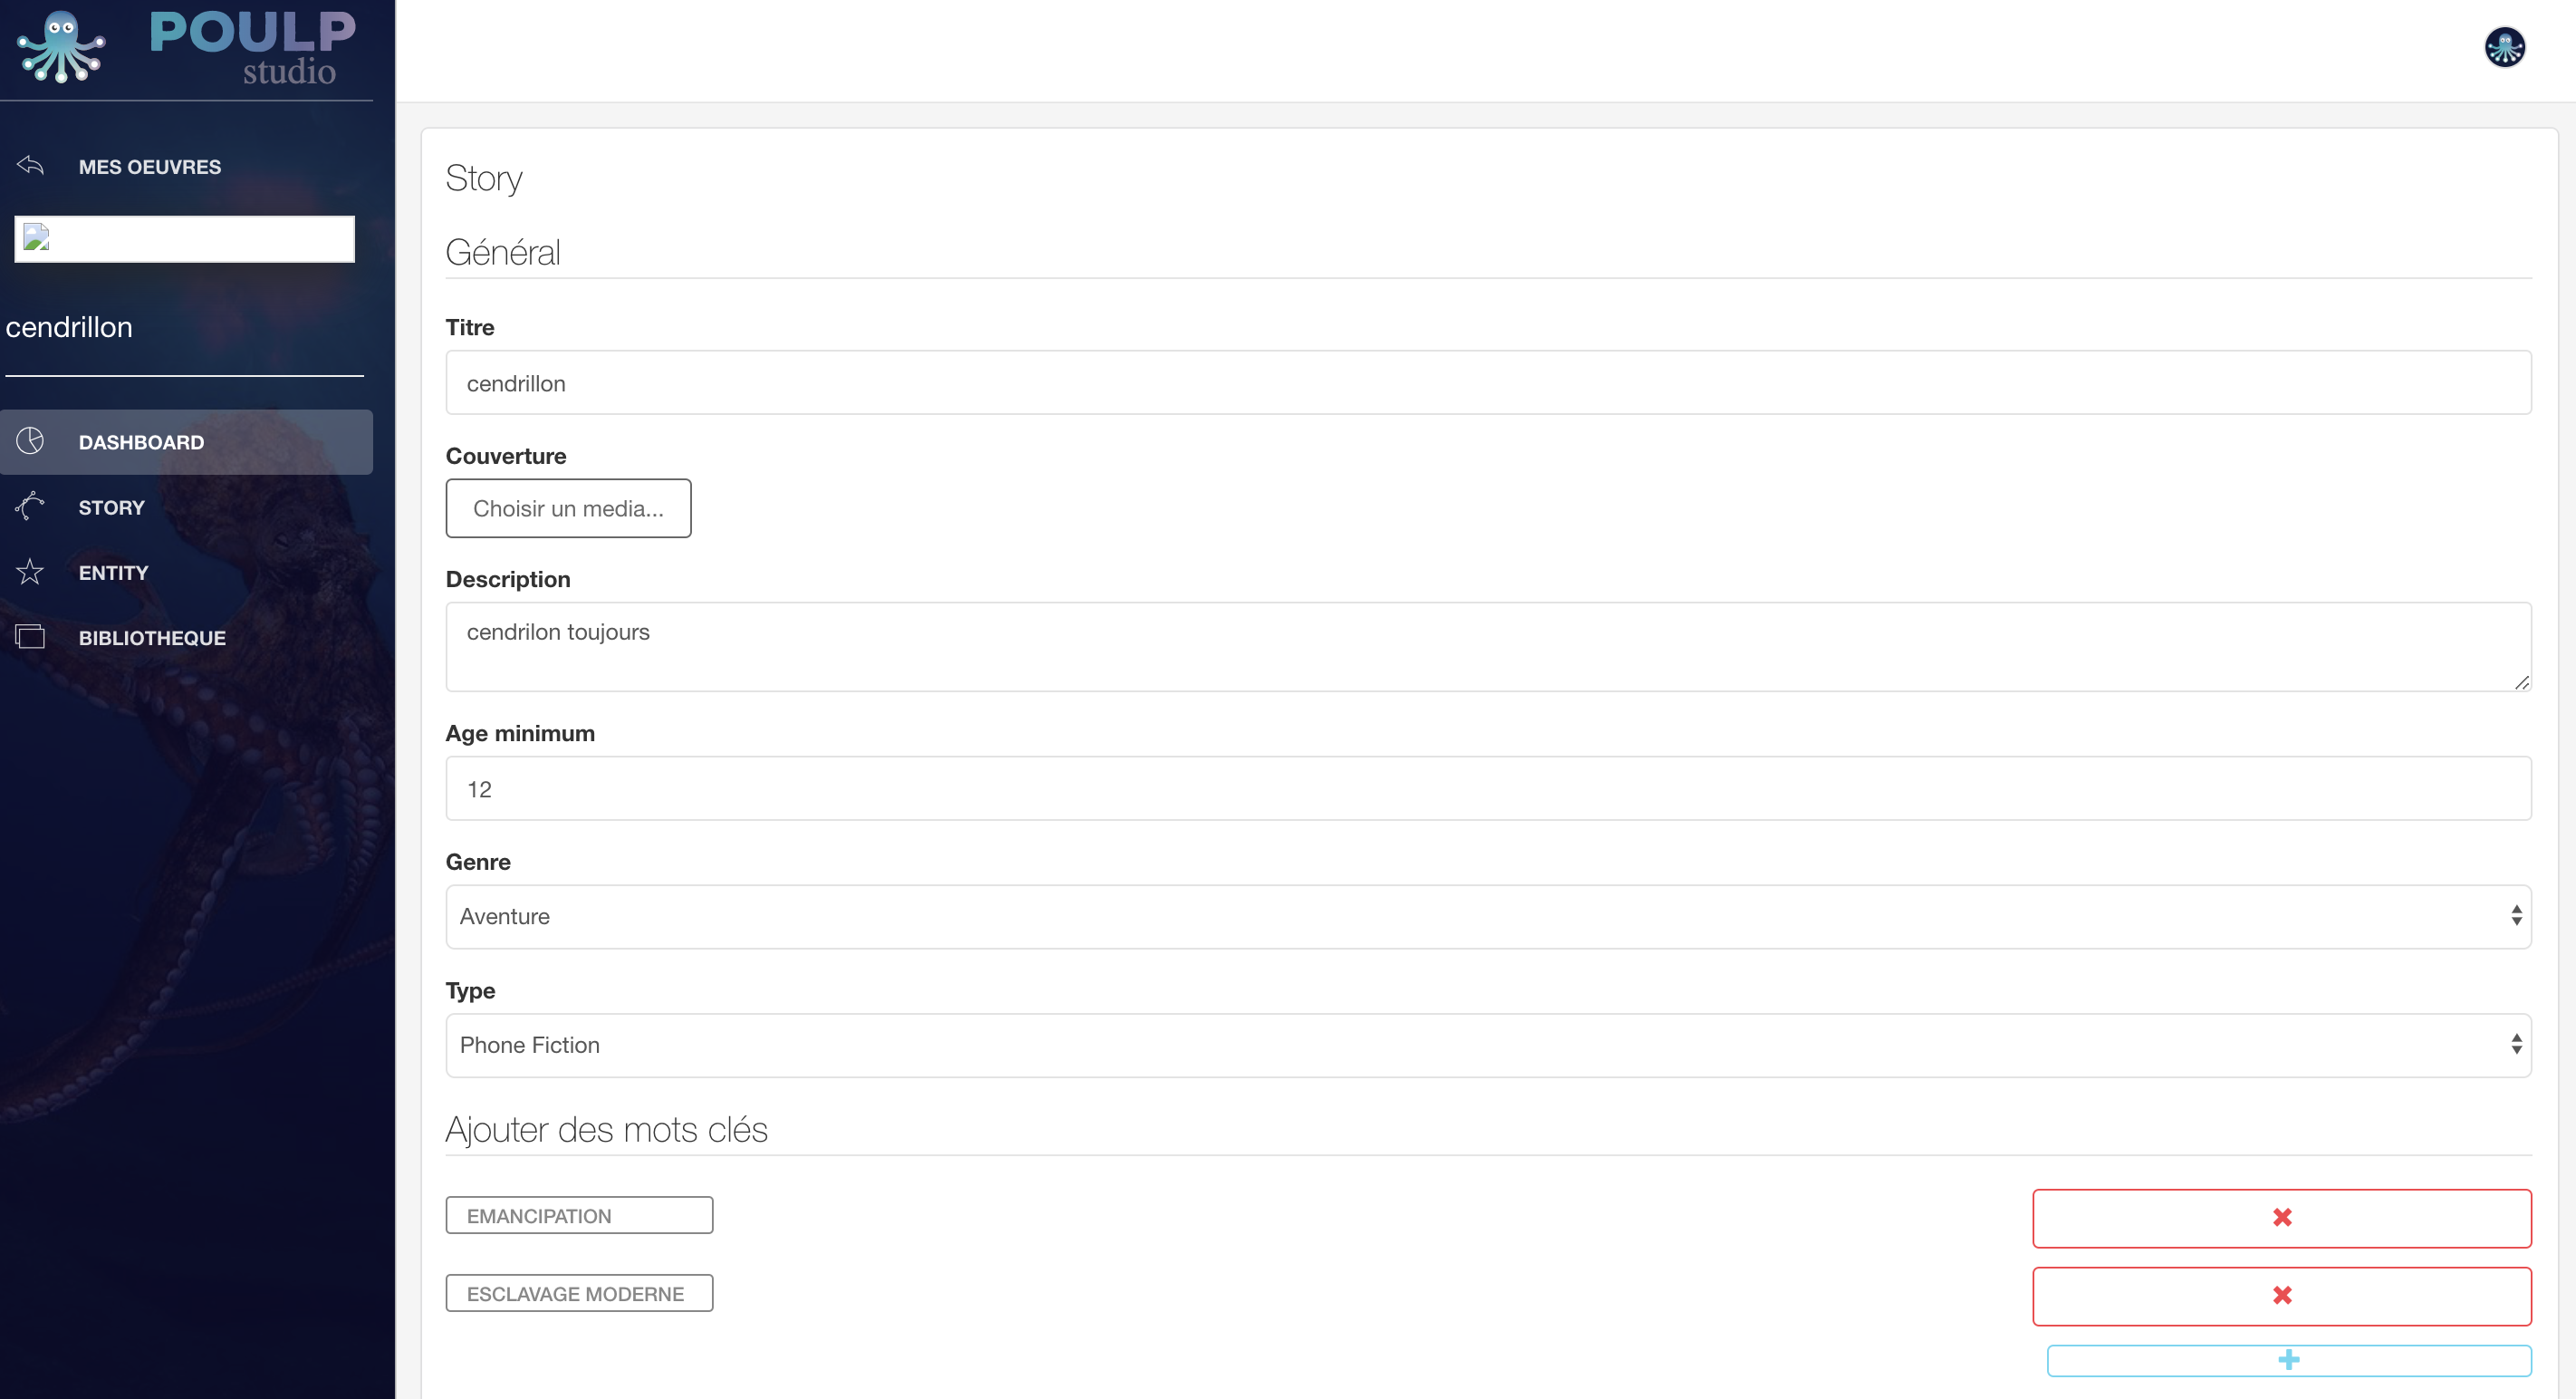 POULP
studio
MES OEUVRES
cendrillon
DASHBOARD
STORY
ENTITY
BIBLIOTHEQUE
Story
Général
Titre
cendrillon
Couverture
Choisir un media...
Description
cendrilon toujours
Age minimum
12
Genre
Aventure
Type
Phone Fiction
Ajouter des mots clés
EMANCIPATION
ESCLAVAGE MODERNE